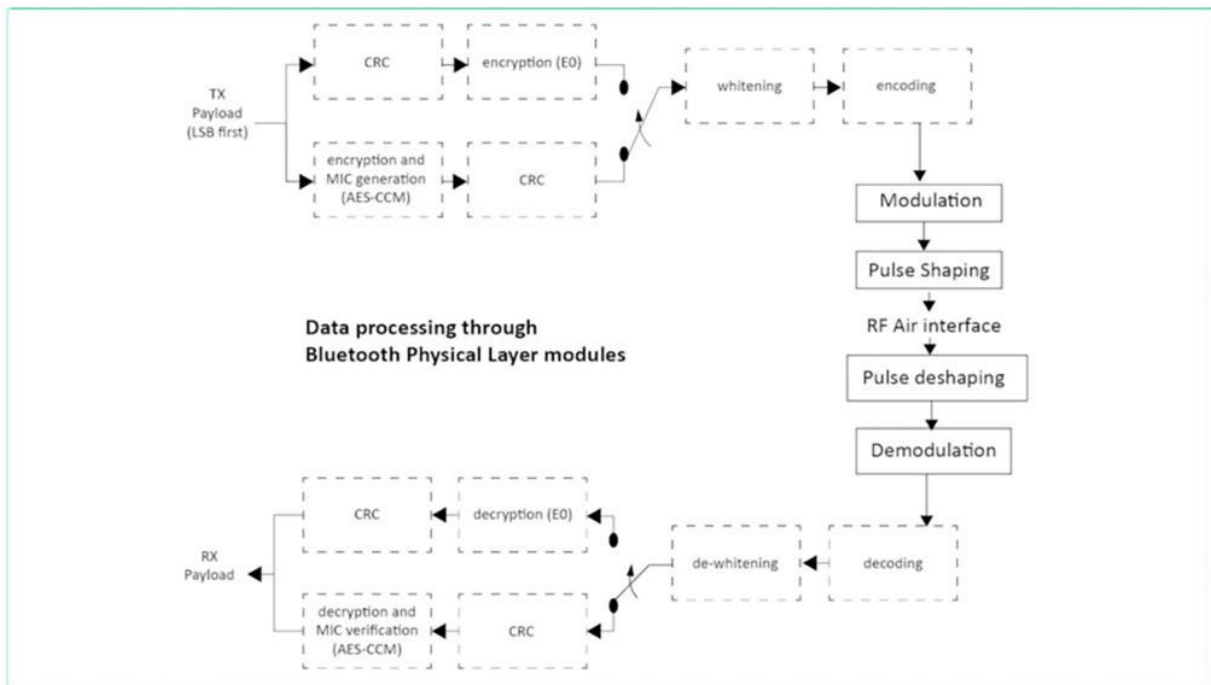 CRC
encryption (E0)
whitening
encoding
TX
Payload
(LSB first)
encryption and
MIC generation
(AES-CCM)
CRC
Modulation
Pulse Shaping
RF Air interface
Data processing through
Bluetooth Physical Layer modules
Pulse deshaping
Demodulation
CRC
decryption (E0)
de-whitening
decoding
RX
Payload
decryption and
MIC verification
(AES-CCM)
CRC